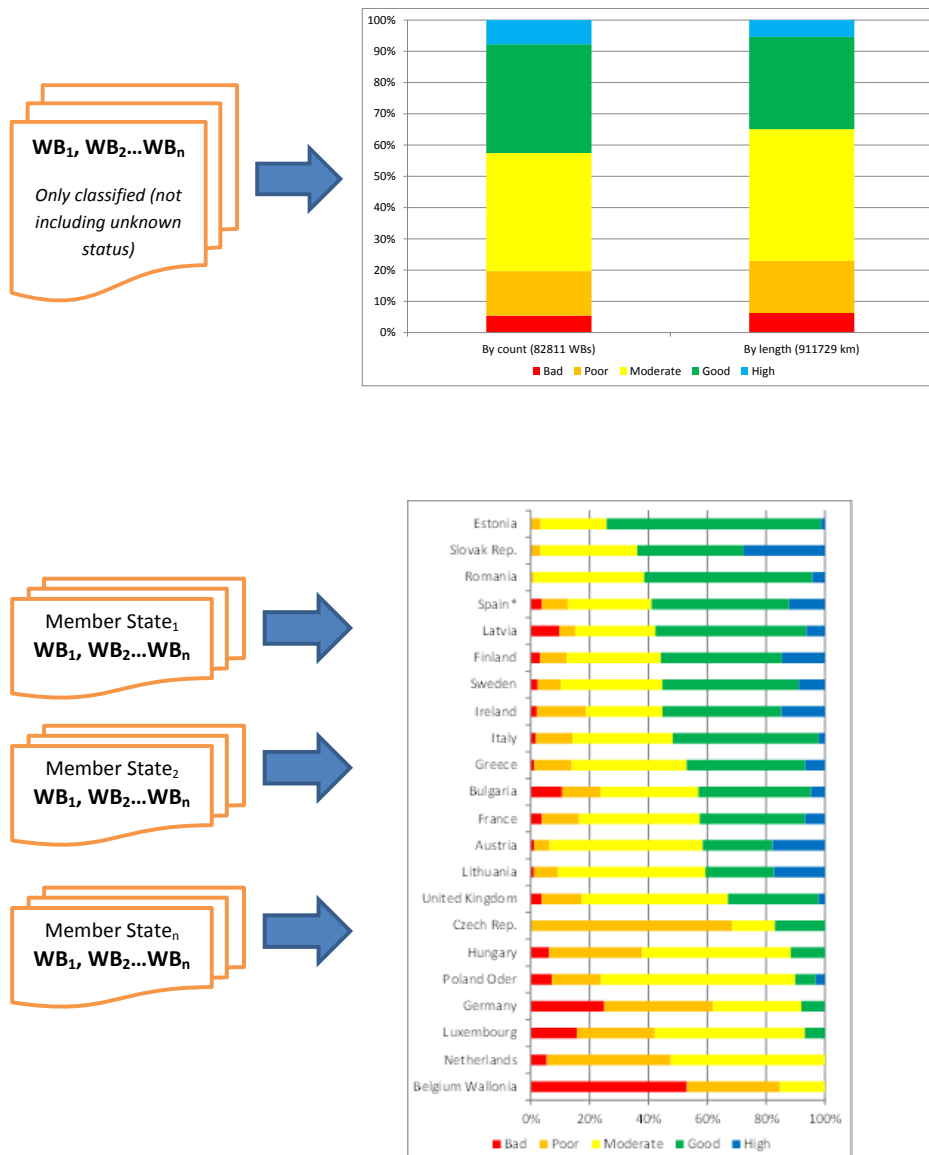 WB₁, WB₂...WBₙ
Only classified (not
including unknown
status)
100%
90%
80%
70%
60%
50%
40%
30%
20%
10%
0%
By count (82811 WBs)
By length (911729 km)
Bad Poor Moderate Good High
Member State₁
WB₁, WB₂...WBₙ
Member State₂
WB₁, WB₂...WBₙ
Member Stateₙ
WB₁, WB₂...WBₙ
Estonia
Slovak Rep.
Romania
Spain*
Latvia
Finland
Sweden
Ireland
Italy
Greece
Bulgaria
France
Austria
Lithuania
United Kingdom
Czech Rep.
Hungary
Poland Oder
Germany
Luxembourg
Netherlands
Belgium Wallonia
0% 20% 40% 60% 80% 100%
Bad Poor Moderate Good High